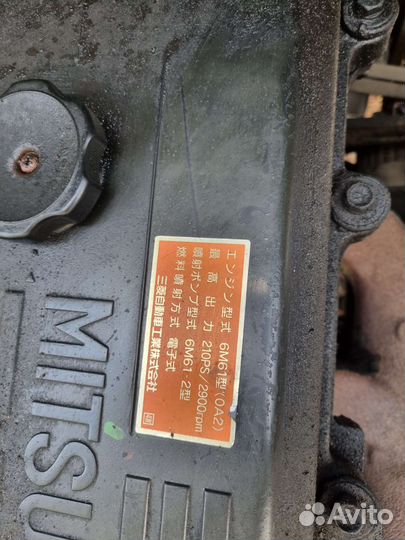 エンジン型式 6M61型(0A2)
最高出力 210PS/2900rpm
噴射ポンプ型式 6M61-2型
燃料噴射方式 電子式
三菱自動車工業株式会社
MITSU
Avito